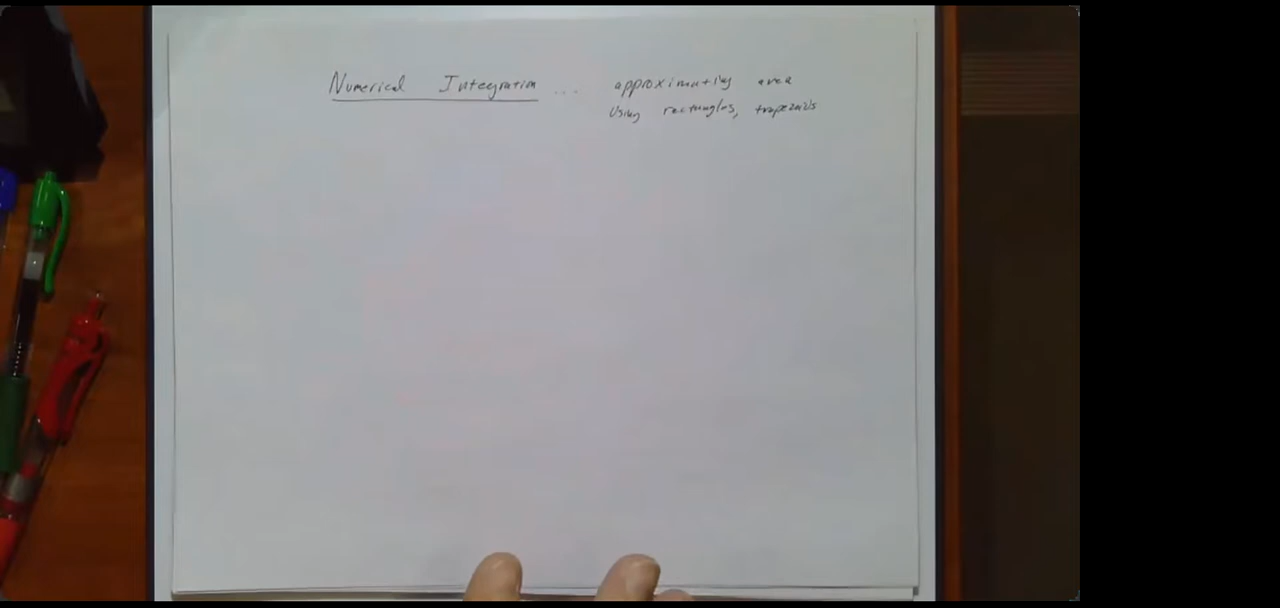 Numerical Integration ... approximating area
using rectangles, trapezoids